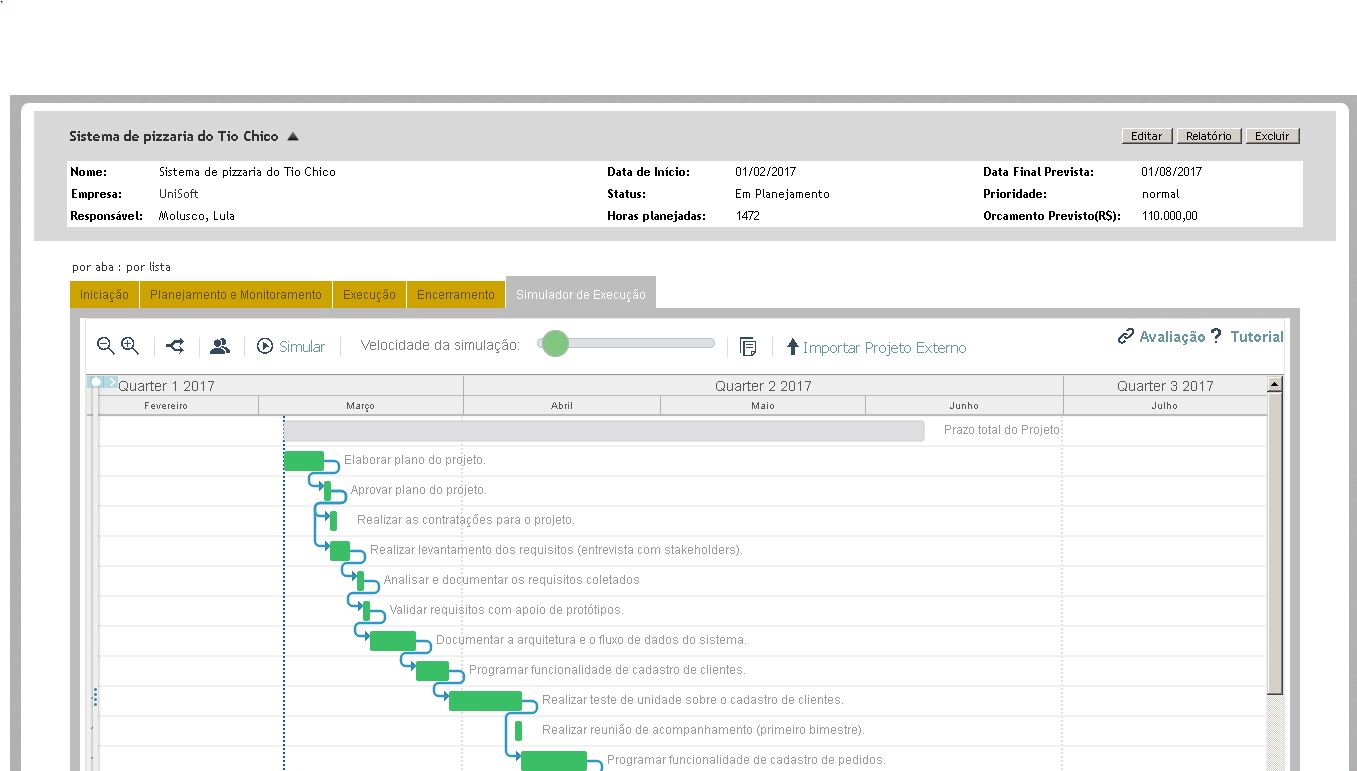 Sistema de pizzaria do Tio Chico ▲ Editar Relatório Excluir
Nome: Sistema de pizzaria do Tio Chico Data de Início: 01/02/2017 Data Final Prevista: 01/08/2017
Empresa: UniSoft Status: Em Planejamento Prioridade: normal
Responsável: Molusco, Lula Horas planejadas: 1472 Orcamento Previsto(R$): 110.000,00
por aba : por lista
Iniciação Planejamento e Monitoramento Execução Encerramento Simulador de Execução
Simular Velocidade da simulação: Importar Projeto Externo Avaliação ? Tutorial
Quarter 1 2017 Quarter 2 2017 Quarter 3 2017
Fevereiro Março Abril Maio Junho Julho
Prazo total do Projeto
Elaborar plano do projeto.
Aprovar plano do projeto.
Realizar as contratações para o projeto.
Realizar levantamento dos requisitos (entrevista com stakeholders).
Analisar e documentar os requisitos coletados
Validar requisitos com apoio de protótipos.
Documentar a arquitetura e o fluxo de dados do sistema.
Programar funcionalidade de cadastro de clientes.
Realizar teste de unidade sobre o cadastro de clientes.
Realizar reunião de acompanhamento (primeiro bimestre).
Programar funcionalidade de cadastro de pedidos.